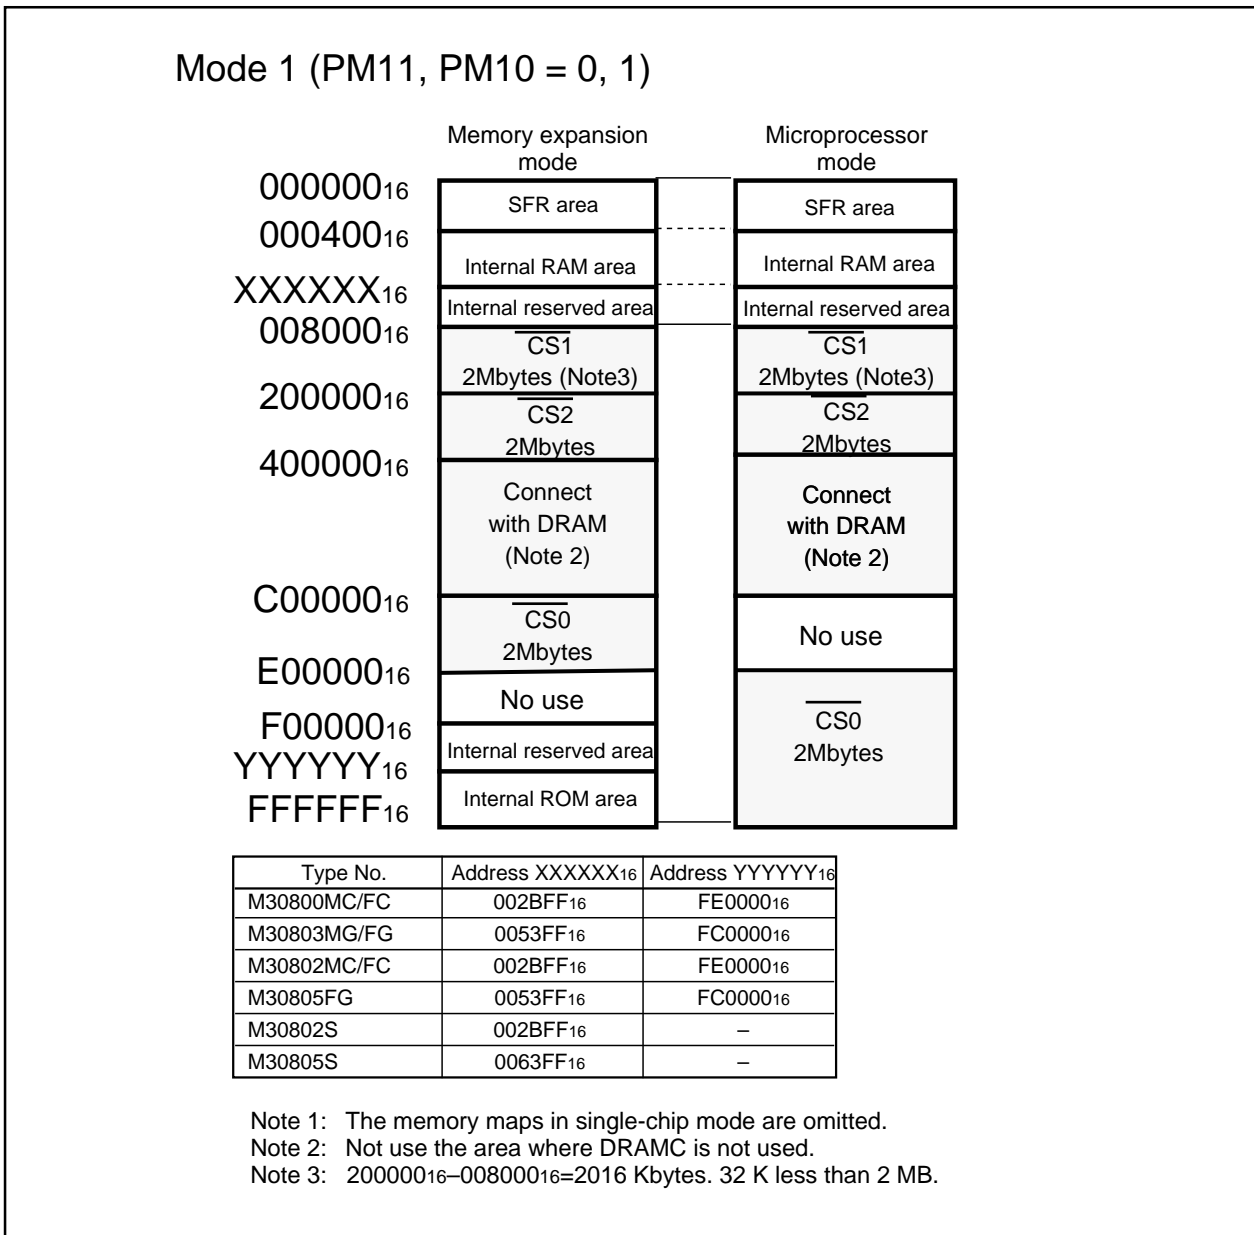 Mode 1 (PM11, PM10 = 0, 1)
Memory expansion
mode
Microprocessor
mode
00000016
00040016
XXXXXX16
00800016
20000016
40000016
C0000016
E0000016
F0000016
YYYYYY16
FFFFFF16
SFR area
Internal RAM area
Internal reserved area
CS1
2Mbytes (Note3)
CS2
2Mbytes
Connect
with DRAM
(Note 2)
CS0
2Mbytes
No use
Internal reserved area
Internal ROM area
SFR area
Internal RAM area
Internal reserved area
CS1
2Mbytes (Note3)
CS2
2Mbytes
Connect
with DRAM
(Note 2)
No use
CS0
2Mbytes
Type No. Address XXXXXX16 Address YYYYYY16
M30800MC/FC 002BFF16 FE000016
M30803MG/FG 0053FF16 FC000016
M30802MC/FC 002BFF16 FE000016
M30805FG 0053FF16 FC000016
M30802S 002BFF16 –
M30805S 0063FF16 –
Note 1: The memory maps in single-chip mode are omitted.
Note 2: Not use the area where DRAMC is not used.
Note 3: 20000016–00800016=2016 Kbytes. 32 K less than 2 MB.